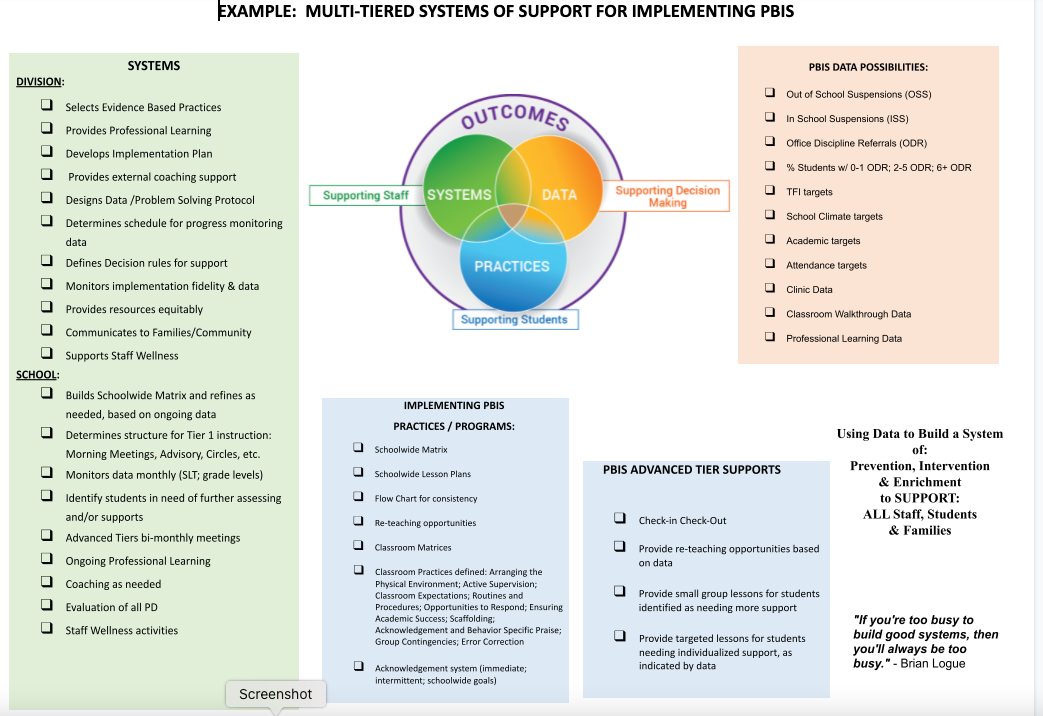 EXAMPLE: MULTI-TIERED SYSTEMS OF SUPPORT FOR IMPLEMENTING PBIS
SYSTEMS
DIVISION:
Selects Evidence Based Practices
Provides Professional Learning
Develops Implementation Plan
Provides external coaching support
Designs Data /Problem Solving Protocol
Determines schedule for progress monitoring
data
Defines Decision rules for support
Monitors implementation fidelity & data
Provides resources equitably
Communicates to Families/Community
Supports Staff Wellness
SCHOOL:
Builds Schoolwide Matrix and refines as
needed, based on ongoing data
Determines structure for Tier 1 instruction:
Morning Meetings, Advisory, Circles, etc.
Monitors data monthly (SLT; grade levels)
Identify students in need of further assessing
and/or supports
Advanced Tiers bi-monthly meetings
Ongoing Professional Learning
Coaching as needed
Evaluation of all PD
Staff Wellness activities
OUTCOMES
SYSTEMS
DATA
PRACTICES
Supporting Staff
Supporting Decision
Making
Supporting Students
PBIS DATA POSSIBILITIES:
Out of School Suspensions (OSS)
In School Suspensions (ISS)
Office Discipline Referrals (ODR)
% Students w/ 0-1 ODR; 2-5 ODR; 6+ ODR
TFI targets
School Climate targets
Academic targets
Attendance targets
Clinic Data
Classroom Walkthrough Data
Professional Learning Data
IMPLEMENTING PBIS
PRACTICES / PROGRAMS:
Schoolwide Matrix
Schoolwide Lesson Plans
Flow Chart for consistency
Re-teaching opportunities
Classroom Matrices
Classroom Practices defined: Arranging the
Physical Environment; Active Supervision;
Classroom Expectations; Routines and
Procedures; Opportunities to Respond; Ensuring
Academic Success; Scaffolding;
Acknowledgement and Behavior Specific Praise;
Group Contingencies; Error Correction
Acknowledgement system (immediate;
intermittent; schoolwide goals)
PBIS ADVANCED TIER SUPPORTS
Check-in Check-Out
Provide re-teaching opportunities based
on data
Provide small group lessons for students
identified as needing more support
Provide targeted lessons for students
needing individualized support, as
indicated by data
Using Data to Build a System
of:
Prevention, Intervention
& Enrichment
to SUPPORT:
ALL Staff, Students
& Families
"If you're too busy to
build good systems, then
you'll always be too
busy." - Brian Logue
Screenshot